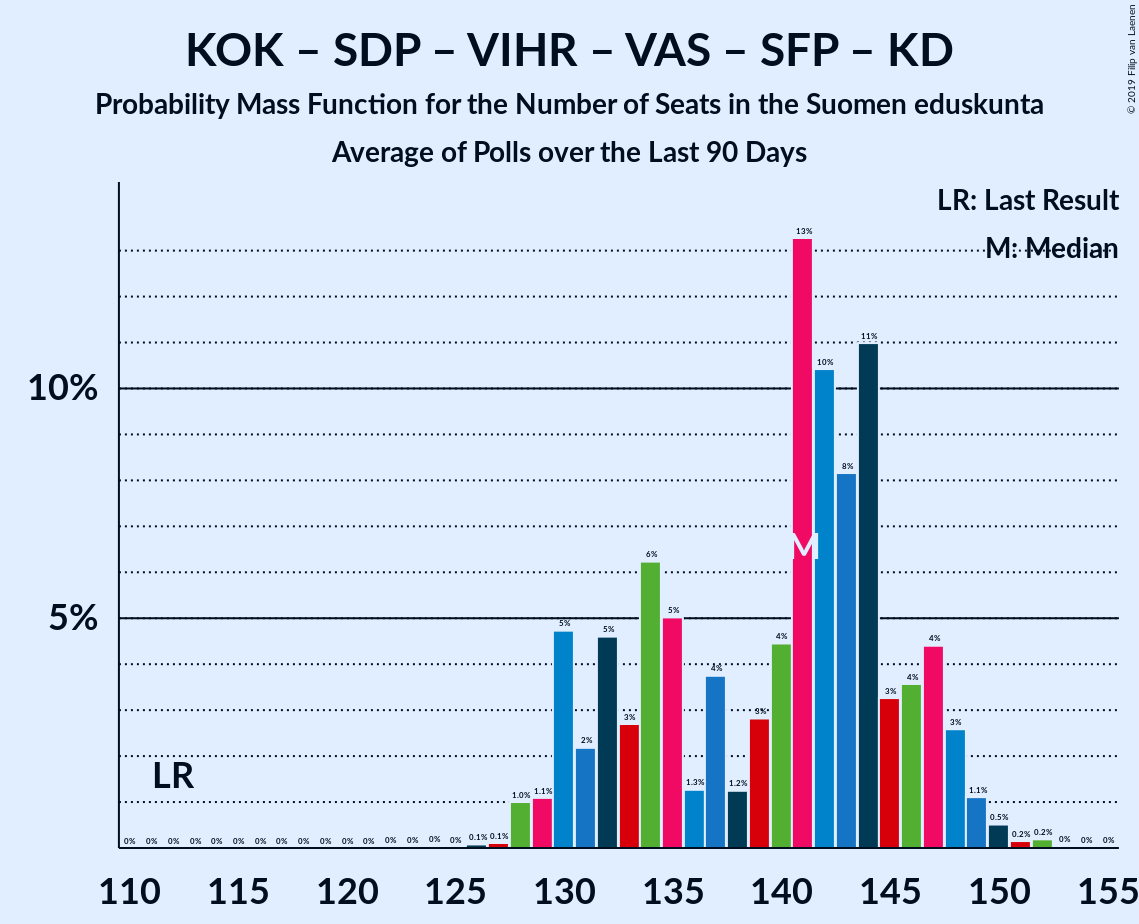 KOK – SDP – VIHR – VAS – SFP – KD
Probability Mass Function for the Number of Seats in the Suomen eduskunta
Average of Polls over the Last 90 Days
© 2019 Filip van Laenen
LR: Last Result
M: Median
10%
5%
LR
M
0% 0% 0% 0% 0% 0% 0% 0% 0% 0% 0% 0% 0% 0% 0% 0% 0.1% 0.1% 1.0% 1.1% 5% 2% 5% 3% 6% 5% 1.3% 4% 1.2% 3% 4% 13% 10% 8% 11% 3% 4% 4% 3% 1.1% 0.5% 0.2% 0.2% 0% 0% 0%
110 115 120 125 130 135 140 145 150 155